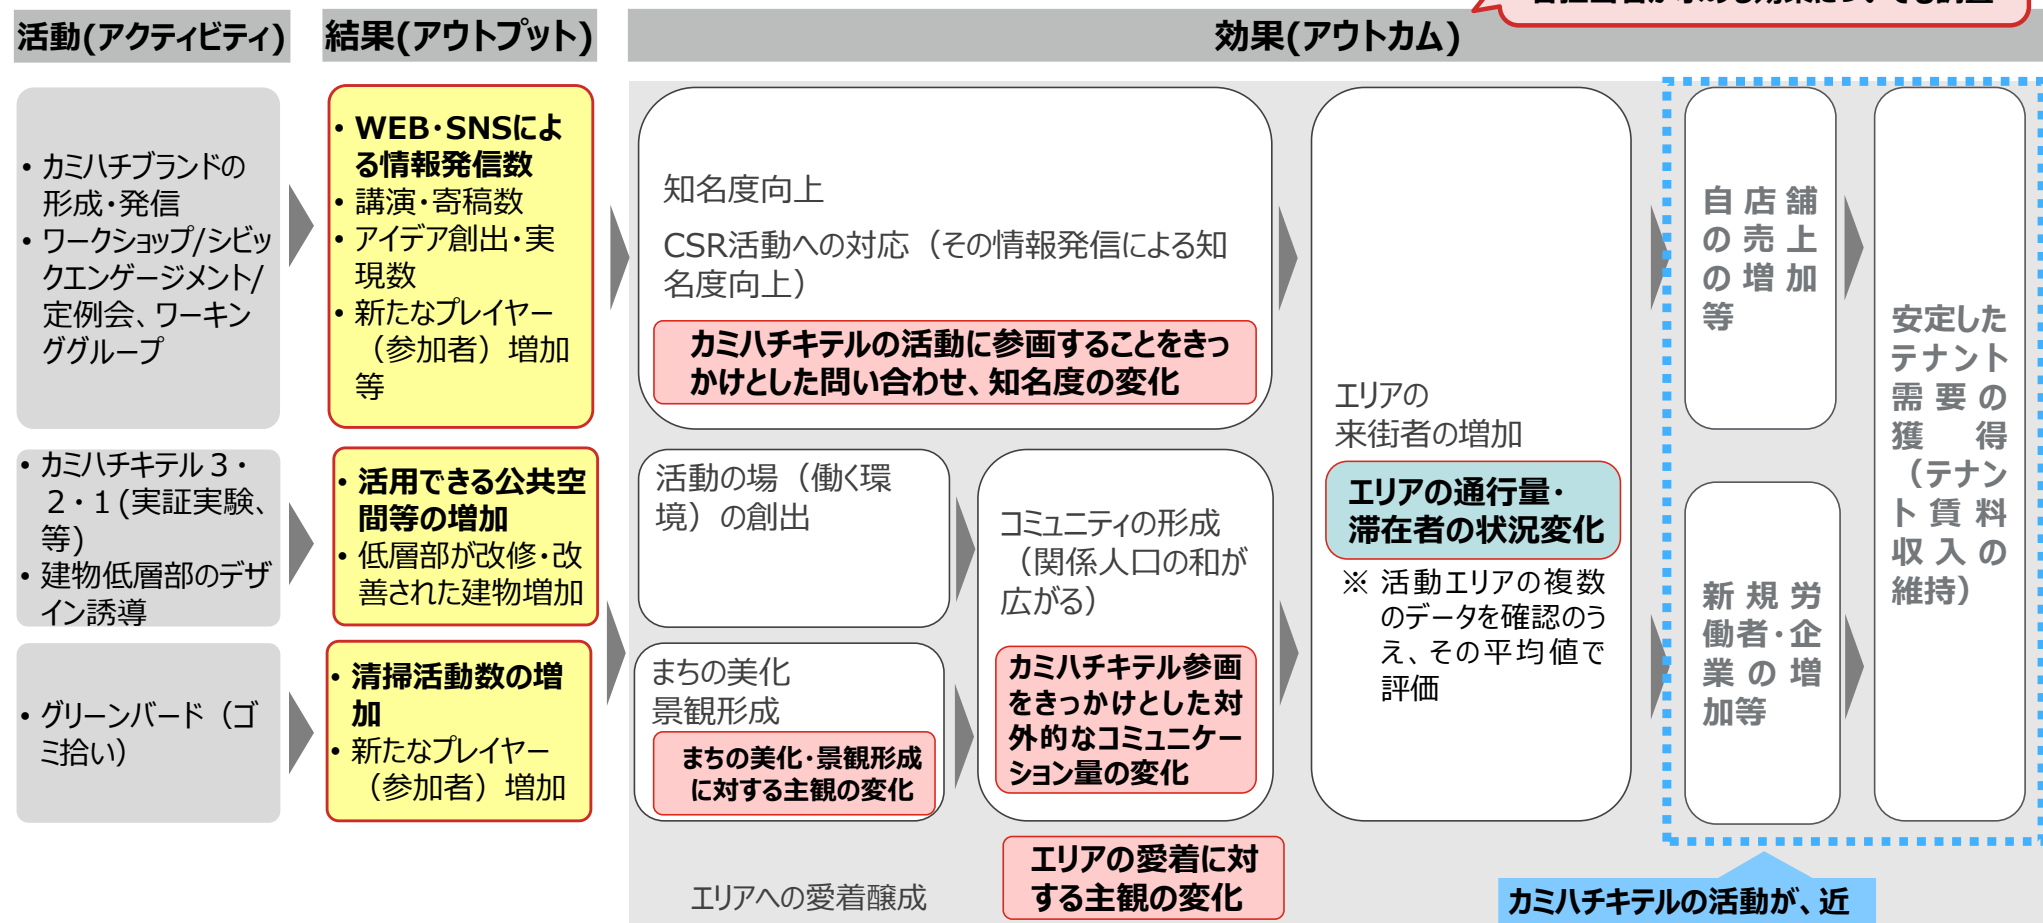 活動(アクティビティ)
結果(アウトプット)
効果(アウトカム)
・カミハチブランドの
形成・発信
・ワークショップ/シビッ
クエンゲージメント/
定例会、ワーキン
ググループ
・WEB・SNSによ
る情報発信数
・講演・寄稿数
・アイデア創出・実
現数
・新たなプレイヤー
（参加者）増加
等
知名度向上
CSR活動への対応（その情報発信による知
名度向上）
カミハチキテルの活動に参画することをきっ
かけとした問い合わせ、知名度の変化
・カミハチキテル３・
２・１(実証実験、
等)
・建物低層部のデザ
イン誘導
・活用できる公共空
間等の増加
・低層部が改修・改
善された建物増加
活動の場（働く環
境）の創出
コミュニティの形成
（関係人口の和が
広がる）
カミハチキテル参画
をきっかけとした対
外的なコミュニケー
ション量の変化
・グリーンバード（ゴ
ミ拾い）
・清掃活動数の増
加
・新たなプレイヤー
（参加者）増加
まちの美化
景観形成
まちの美化・景観形成
に対する主観の変化
エリアへの愛着醸成
エリアの愛着に対
する主観の変化
エリアの
来街者の増加
エリアの通行量・
滞在者の状況変化
※ 活動エリアの複数
のデータを確認のう
え、その平均値で
評価
自店舗
の売上
の増加
等
新規労
働者・企
業の増
加等
安定した
テナント
需要の
獲得
（テナン
ト賃料
収入の
維持）
カミハチキテルの活動が、近